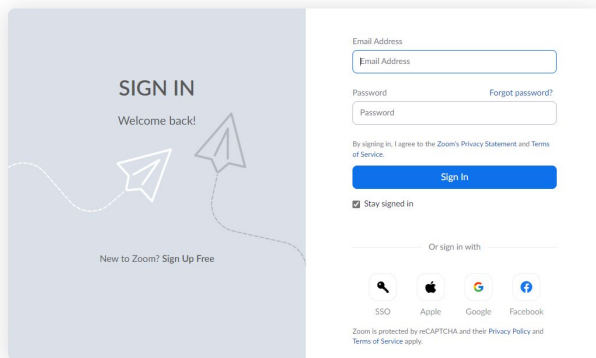 SIGN IN
Welcome back!
New to Zoom? Sign Up Free
Email Address
Email Address
Password Forgot password?
Password
By signing in, I agree to the Zoom's Privacy Statement and Terms
of Service.
Sign In
Stay signed in
Or sign in with
SSO Apple Google Facebook
Zoom is protected by reCAPTCHA and their Privacy Policy and
Terms of Service apply.